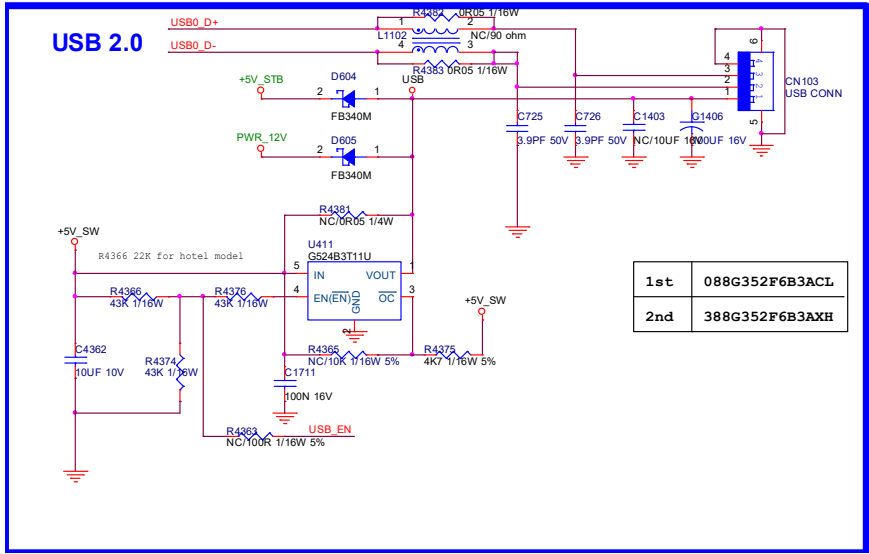 R4382 0R05 1/16W
USB0_D+
1 2
USB 2.0
L1102 NC/90 ohm
USB0_D-
4 3
R4383 0R05 1/16W
6
4
3
2
1
4
3
2
1
CN103
USB CONN
5
+5V_STB
D604
USB
2 1
FB340M
PWR_12V
D605
2 1
FB340M
C725
3.9PF 50V
C726
3.9PF 50V
C1403
NC/10UF 16V
G1406
100UF 16V
R4381
NC/0R05 1/4W
+5V_SW
R4366 22K for hotel model
U411
G524B3T11U
5 IN VOUT 1
4 EN(EN) OC 3
GND
2
+5V_SW
R4366
43K 1/16W
R4376
43K 1/16W
1st 088G352F6B3ACL
2nd 388G352F6B3AXH
C4362
10UF 10V
R4374
43K 1/16W
R4365
NC/10K 1/16W 5%
R4375
4K7 1/16W 5%
C1711
100N 16V
R4363
NC/100R 1/16W 5%
USB_EN